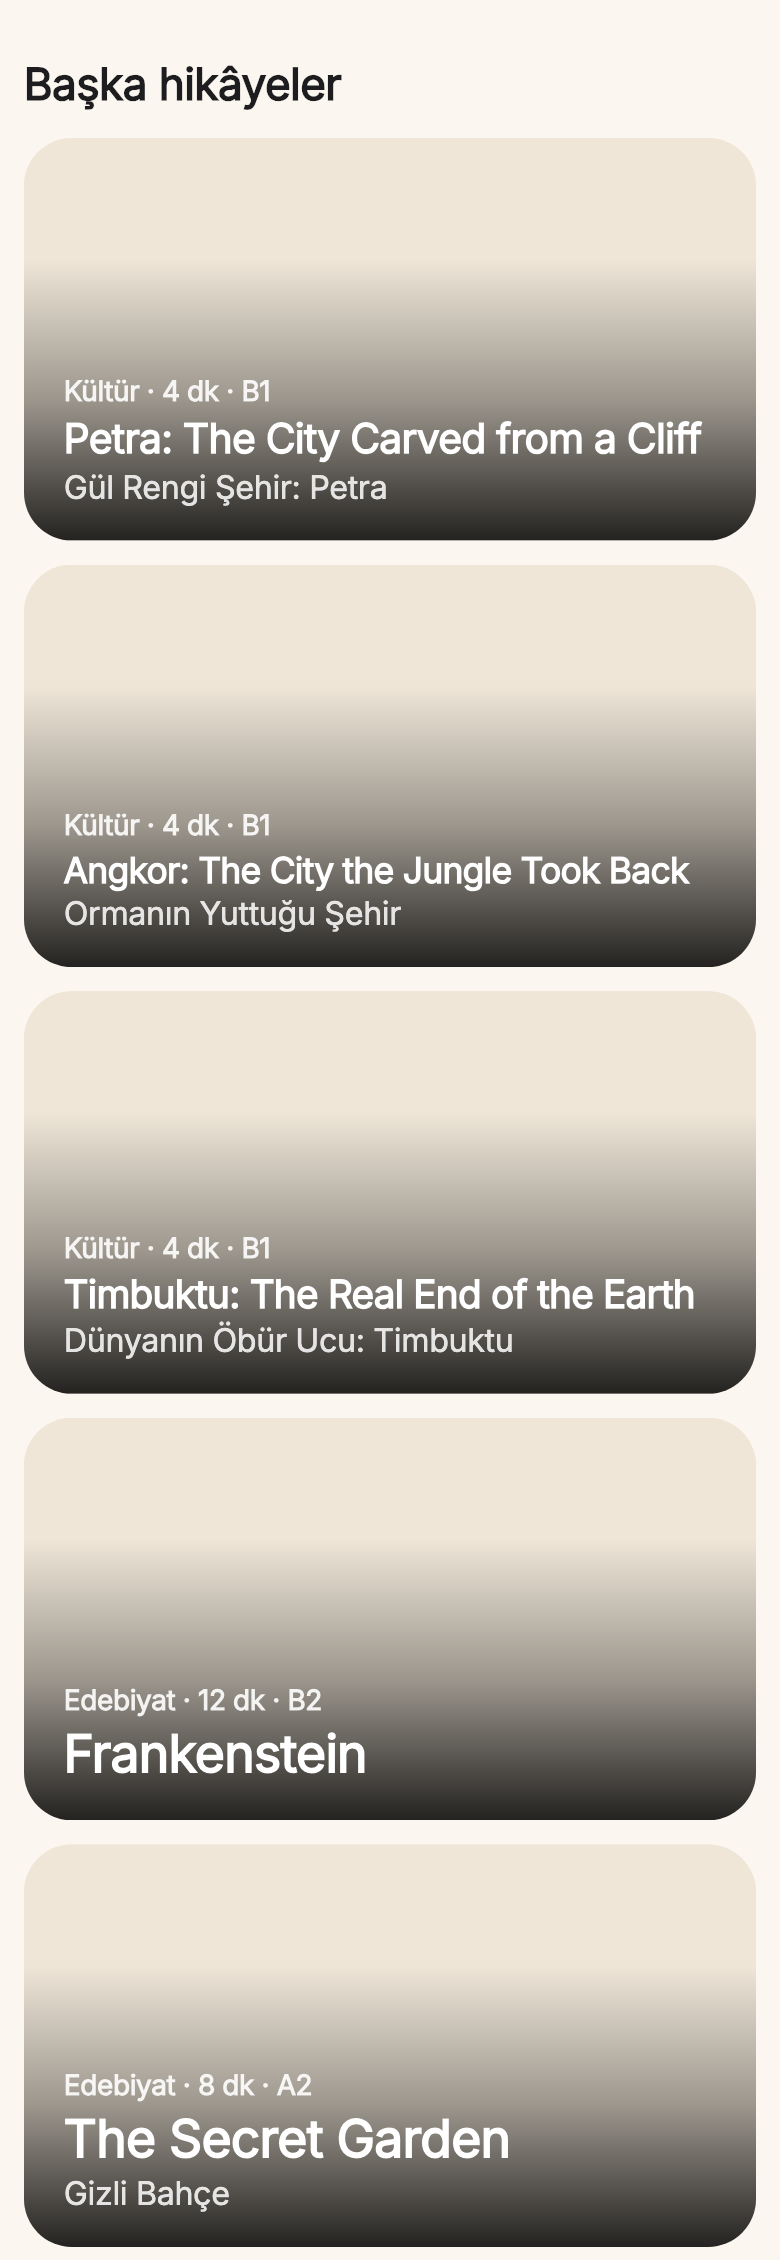 Başka hikâyeler
Kültür · 4 dk · B1
Petra: The City Carved from a Cliff
Gül Rengi Şehir: Petra
Kültür · 4 dk · B1
Angkor: The City the Jungle Took Back
Ormanın Yuttuğu Şehir
Kültür · 4 dk · B1
Timbuktu: The Real End of the Earth
Dünyanın Öbür Ucu: Timbuktu
Edebiyat · 12 dk · B2
Frankenstein
Edebiyat · 8 dk · A2
The Secret Garden
Gizli Bahçe